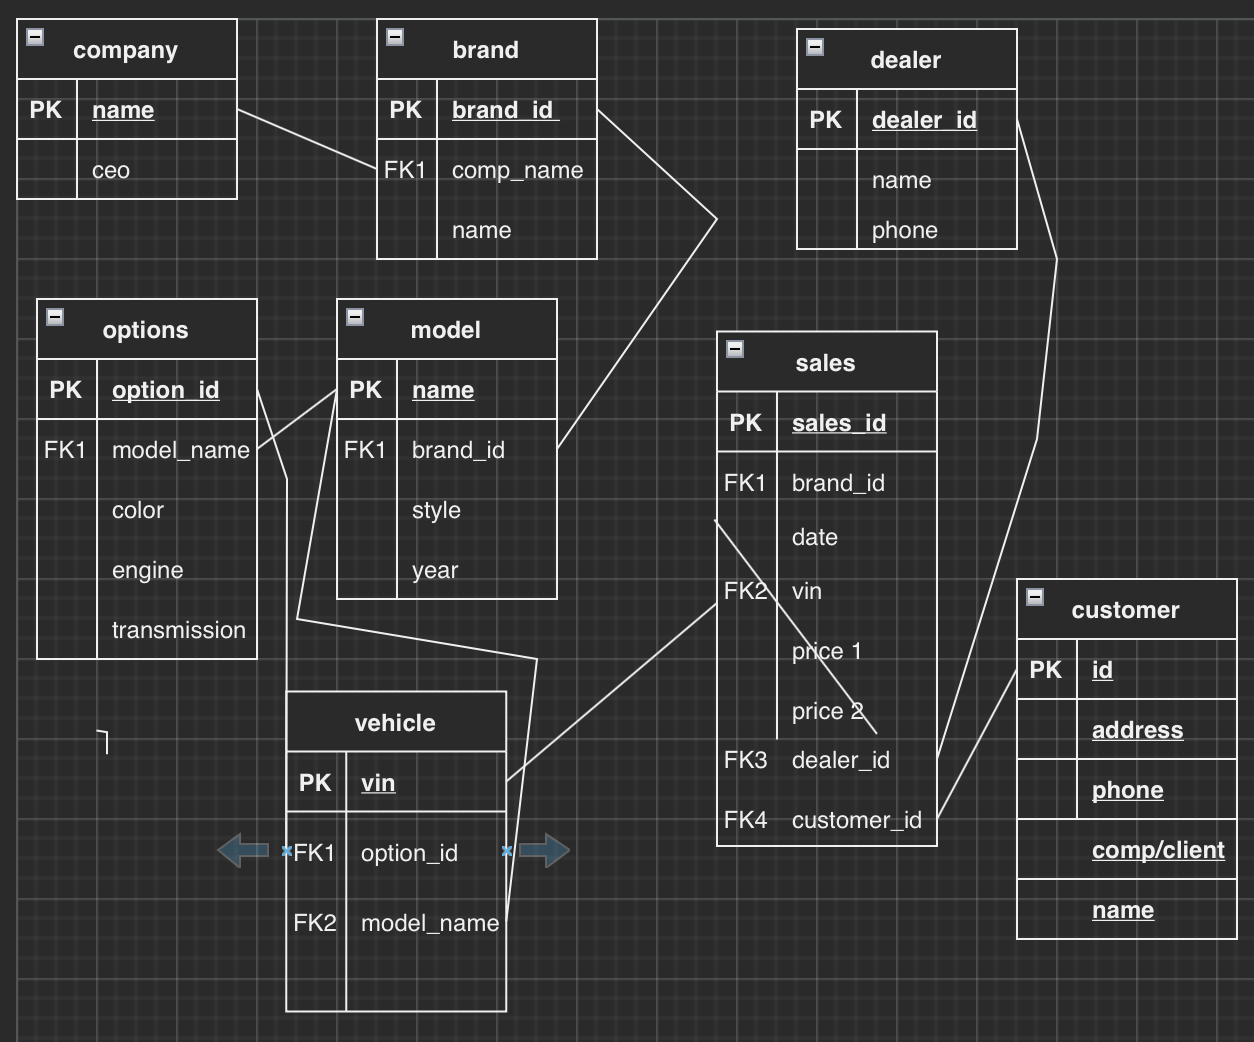 company
PK name
ceo
brand
PK brand_id
FK1 comp_name
name
dealer
PK dealer_id
name
phone
options
PK option_id
FK1 model_name
color
engine
transmission
model
PK name
FK1 brand_id
style
year
sales
PK sales_id
FK1 brand_id
date
FK2 vin
price 1
price 2
FK3 dealer_id
FK4 customer_id
customer
PK id
address
phone
comp/client
name
vehicle
PK vin
FK1 option_id
FK2 model_name